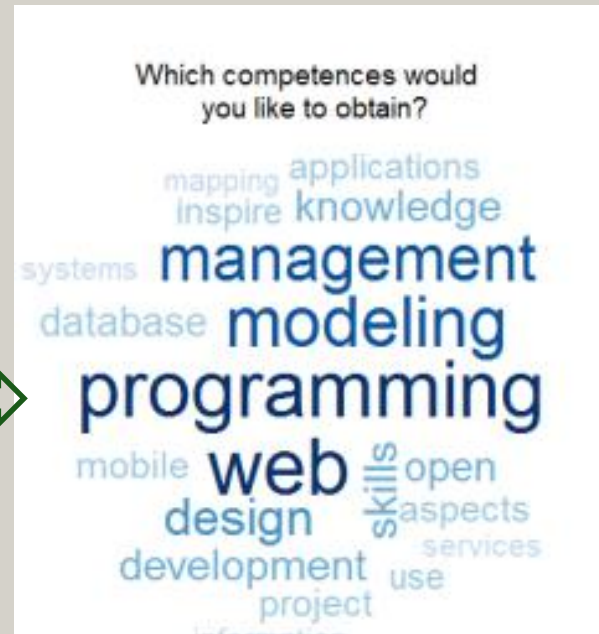 Which competences would
you like to obtain?
mapping applications
inspire knowledge
systems management
database modeling
programming
mobile web skills open
design aspects
services
development use
project
information